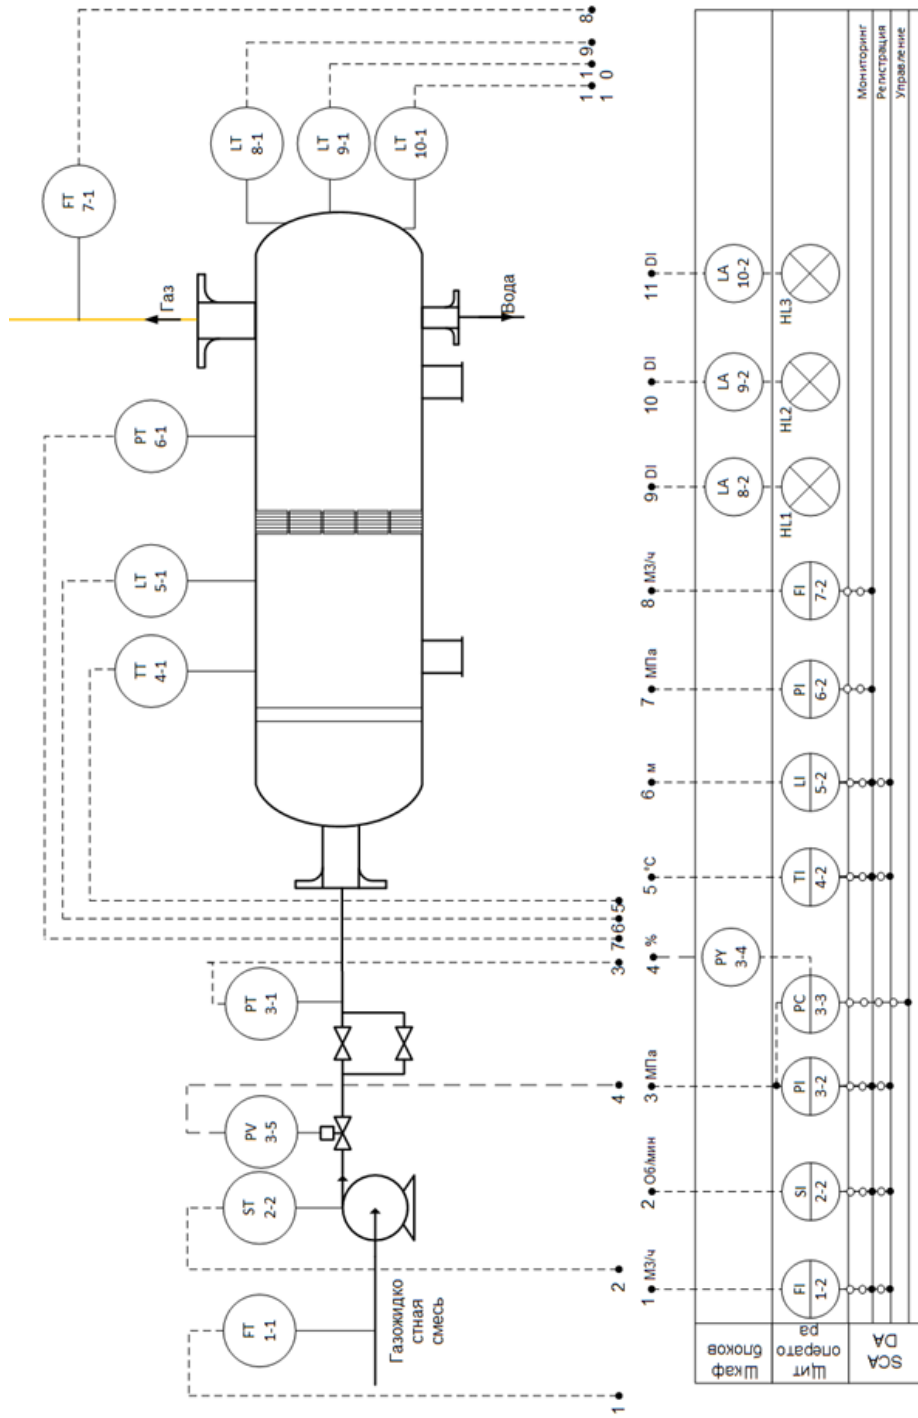 FT
1-1
ST
2-2
PV
3-5
PT
3-1
TT
4-1
LT
5-1
PT
6-1
FT
7-1
LT
8-1
LT
9-1
LT
10-1
Газожидко
стная
смесь
Газ
Вода
1
2
4
3
7
6
5
8
9
1 1
1 0
1 М3/ч
2 Об/мин
3 МПа
4 %
5 °C
6 м
7 МПа
8 М3/ч
9 DI
10 DI
11 DI
Шкаф
блоков
PY
3-4
LA
8-2
LA
9-2
LA
10-2
Щит
операто
ра
FI
1-2
SI
2-2
PI
3-2
PC
3-3
TI
4-2
LI
5-2
PI
6-2
FI
7-2
HL1
HL2
HL3
SCA
DA
Мониторинг
Регистрация
Управление